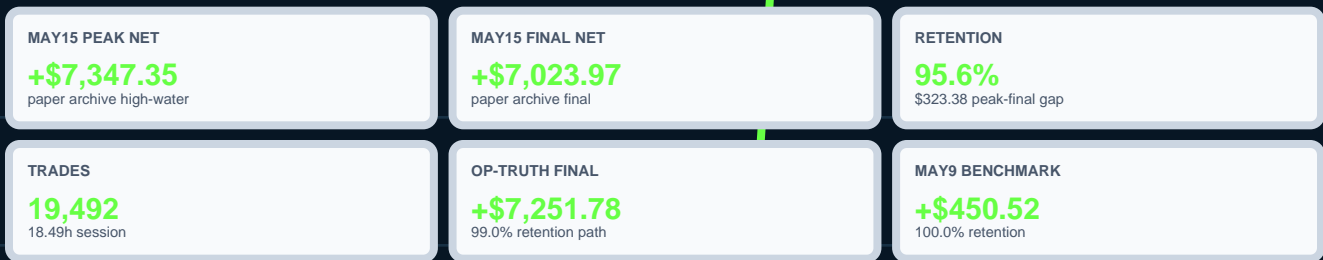 MAY15 PEAK NET
+$7,347.35
paper archive high-water
MAY15 FINAL NET
+$7,023.97
paper archive final
RETENTION
95.6%
$323.38 peak-final gap
TRADES
19,492
18.49h session
OP-TRUTH FINAL
+$7,251.78
99.0% retention path
MAY9 BENCHMARK
+$450.52
100.0% retention